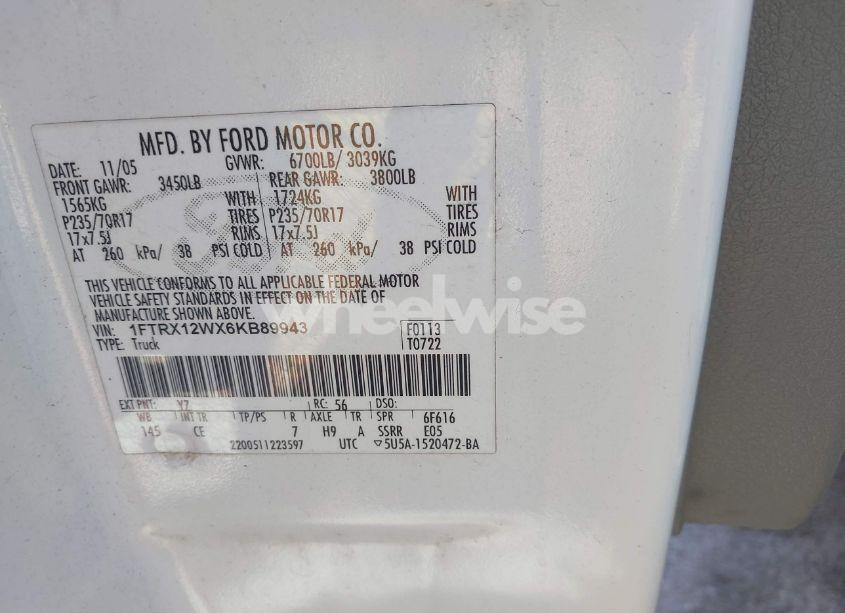 MFD. BY FORD MOTOR CO.
DATE: 11/05 GVWR: 6700LB/ 3039KG
FRONT GAWR: 3450LB REAR GAWR: 3800LB
1565KG WITH 1724KG WITH
P235/70R17 TIRES P235/70R17 TIRES
17x7.5J RIMS 17x7.5J RIMS
AT 260 kPa/ 38 PSI COLD AT 260 kPa/ 38 PSI COLD
THIS VEHICLE CONFORMS TO ALL APPLICABLE FEDERAL MOTOR
VEHICLE SAFETY STANDARDS IN EFFECT ON THE DATE OF
MANUFACTURE SHOWN ABOVE.
VIN: 1FTRX12WX6KB89943 F0113
TYPE: Truck T0722
EXT PNT: Y7 RC: 56 DSO:
WB INT TR TP/PS R AXLE TR SPR 6F616
145 CE 7 H9 A SSRR E05
2200511223597 UTC ▽5U5A-1520472-BA
wheelwise